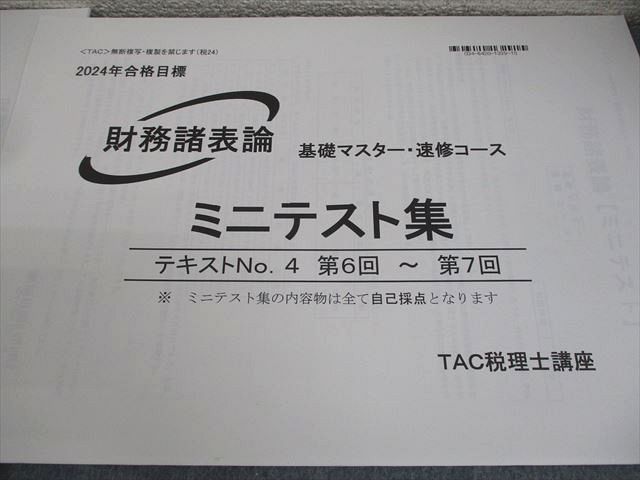 <TAC>無断複写・複製を禁じます(税24)
2024年合格目標
財務諸表論
基礎マスター・速修コース
ミニテスト集
テキストNo.4 第6回 ～ 第7回
※ ミニテスト集の内容物は全て自己採点となります
TAC税理士講座